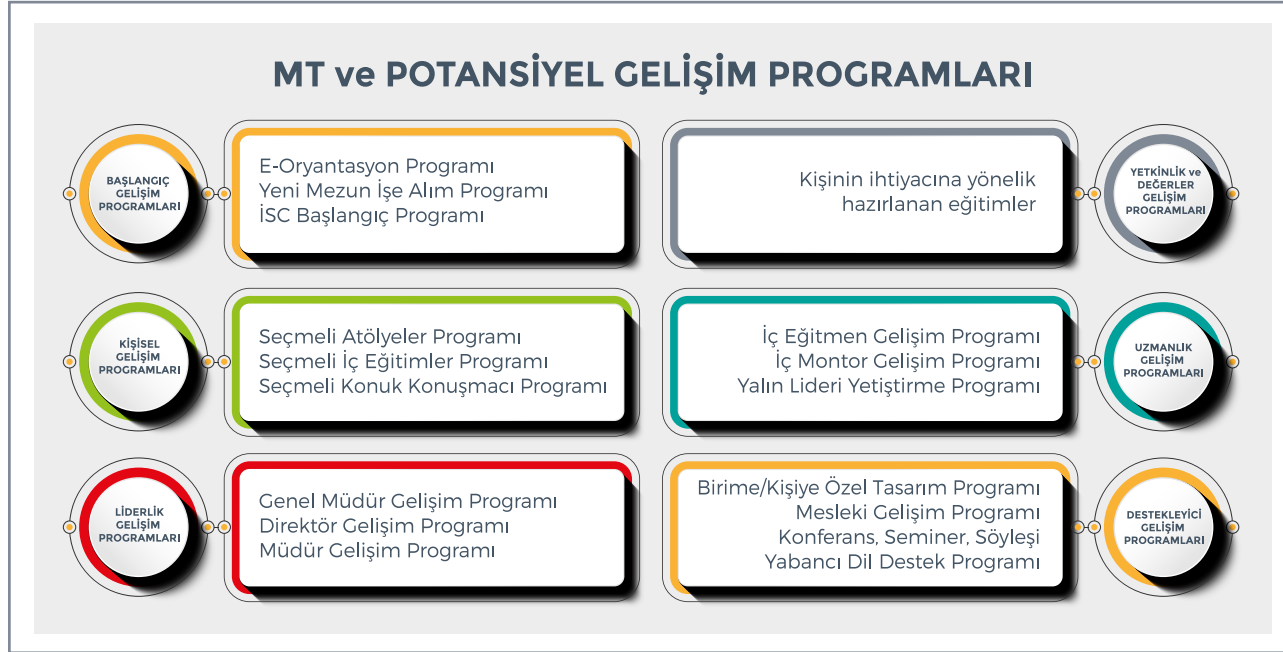 MT ve POTANSİYEL GELİŞİM PROGRAMLARI
BAŞLANGIÇ
GELİŞİM
PROGRAMLARI
E-Oryantasyon Programı
Yeni Mezun İşe Alım Programı
İSC Başlangıç Programı
Kişinin ihtiyacına yönelik
hazırlanan eğitimler
YETKİNLİK ve
DEĞERLER
GELİŞİM
PROGRAMLARI
KİŞİSEL
GELİŞİM
PROGRAMLARI
Seçmeli Atölyeler Programı
Seçmeli İç Eğitimler Programı
Seçmeli Konuk Konuşmacı Programı
İç Eğitmen Gelişim Programı
İç Montor Gelişim Programı
Yalın Lideri Yetiştirme Programı
UZMANLIK
GELİŞİM
PROGRAMLARI
LİDERLİK
GELİŞİM
PROGRAMLARI
Genel Müdür Gelişim Programı
Direktör Gelişim Programı
Müdür Gelişim Programı
Birime/Kişiye Özel Tasarım Programı
Mesleki Gelişim Programı
Konferans, Seminer, Söyleşi
Yabancı Dil Destek Programı
DESTEKLEYİCİ
GELİŞİM
PROGRAMLARI